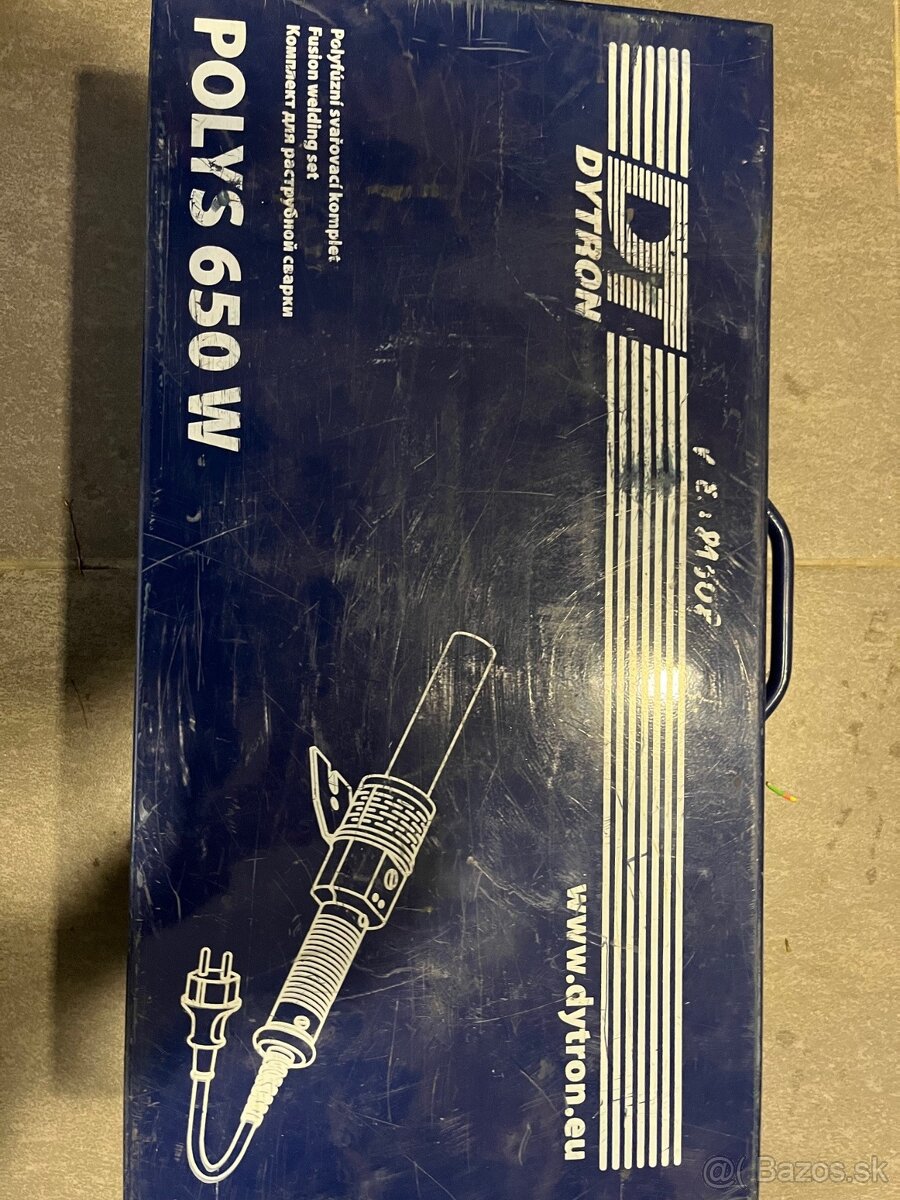 DT
DYTRON
www.dytron.eu
Polyfúzní svařovací komplet
Fusion welding set
Комплект для раструбной сварки
POLYS 650 W
@ Bazos.sk